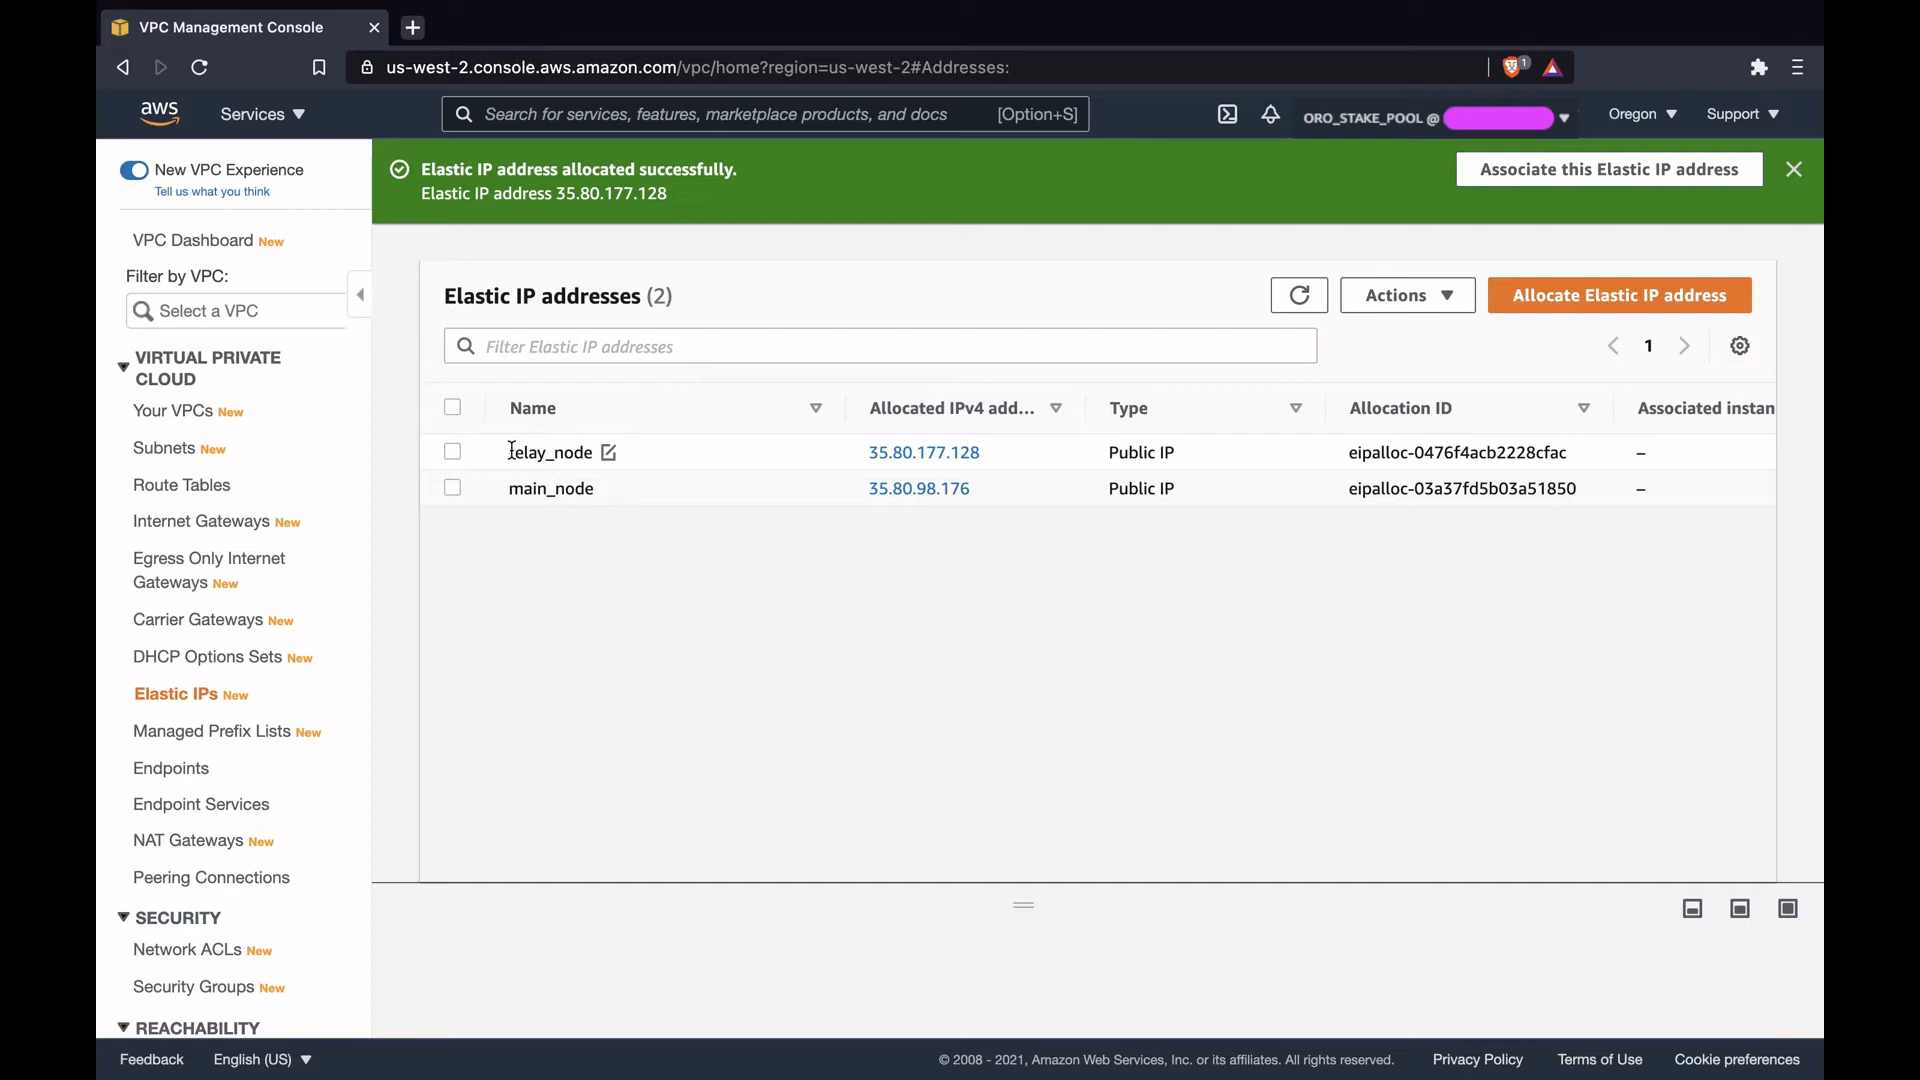 VPC Management Console
us-west-2.console.aws.amazon.com/vpc/home?region=us-west-2#Addresses:
1
aws
Services
Search for services, features, marketplace products, and docs
[Option+S]
ORO_STAKE_POOL @
Oregon
Support
New VPC Experience
Tell us what you think
Elastic IP address allocated successfully.
Elastic IP address 35.80.177.128
Associate this Elastic IP address
VPC Dashboard New
Filter by VPC:
Select a VPC
VIRTUAL PRIVATE
CLOUD
Your VPCs New
Subnets New
Route Tables
Internet Gateways New
Egress Only Internet
Gateways New
Carrier Gateways New
DHCP Options Sets New
Elastic IPs New
Managed Prefix Lists New
Endpoints
Endpoint Services
NAT Gateways New
Peering Connections
SECURITY
Network ACLs New
Security Groups New
REACHABILITY
Elastic IP addresses (2)
Actions
Allocate Elastic IP address
Filter Elastic IP addresses
1
Name Allocated IPv4 add... Type Allocation ID Associated instan
relay_node 35.80.177.128 Public IP eipalloc-0476f4acb2228cfac –
main_node 35.80.98.176 Public IP eipalloc-03a37fd5b03a51850 –
Feedback
English (US)
© 2008 - 2021, Amazon Web Services, Inc. or its affiliates. All rights reserved.
Privacy Policy
Terms of Use
Cookie preferences